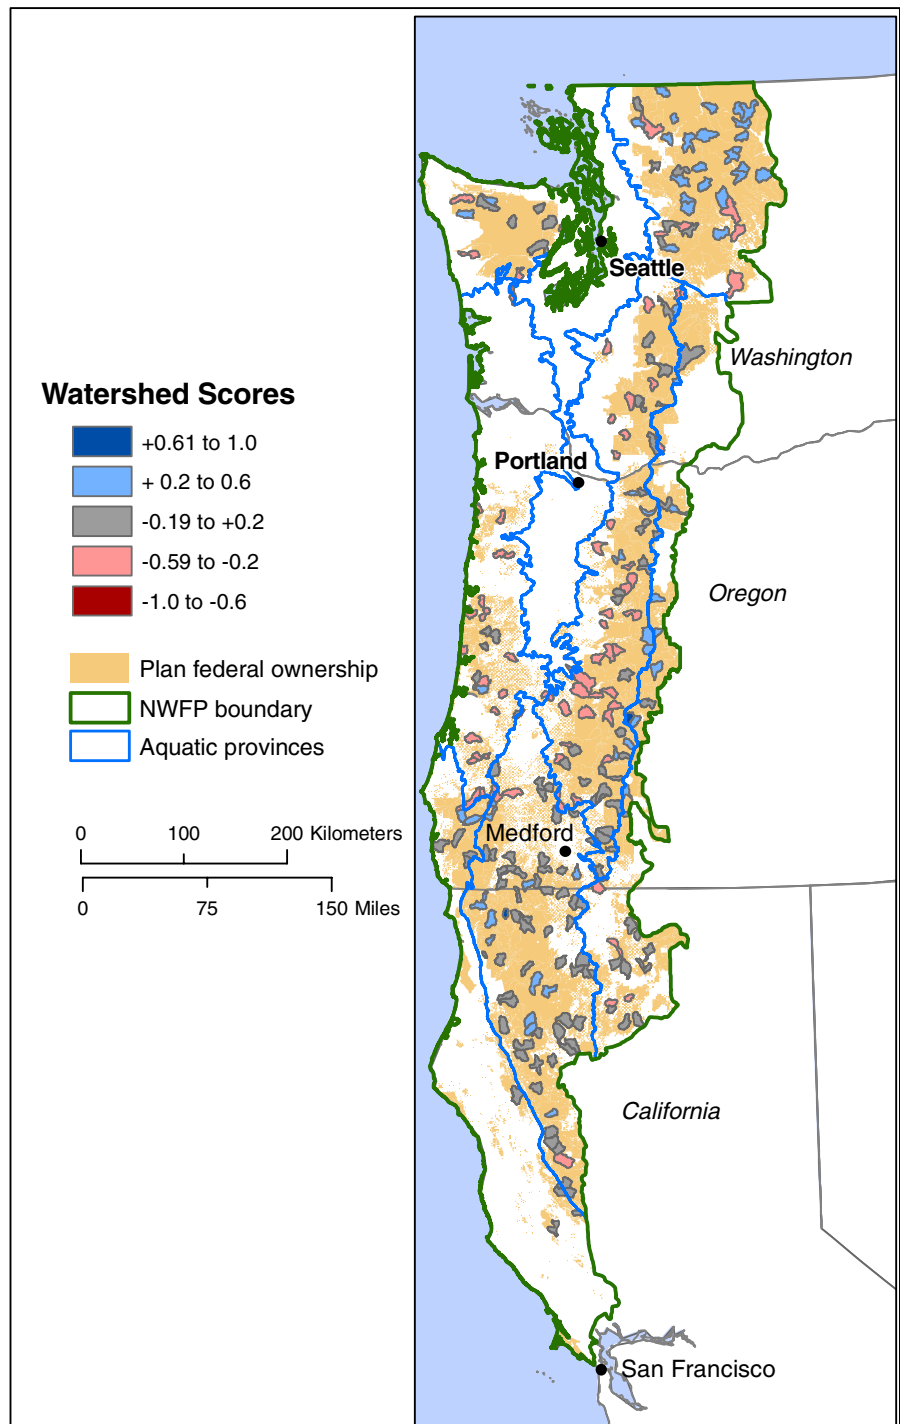 Seattle
Washington
Watershed Scores
+0.61 to 1.0
+ 0.2 to 0.6
-0.19 to +0.2
-0.59 to -0.2
-1.0 to -0.6
Portland
Oregon
Plan federal ownership
NWFP boundary
Aquatic provinces
0 100 200 Kilometers
0 75 150 Miles
Medford
California
San Francisco